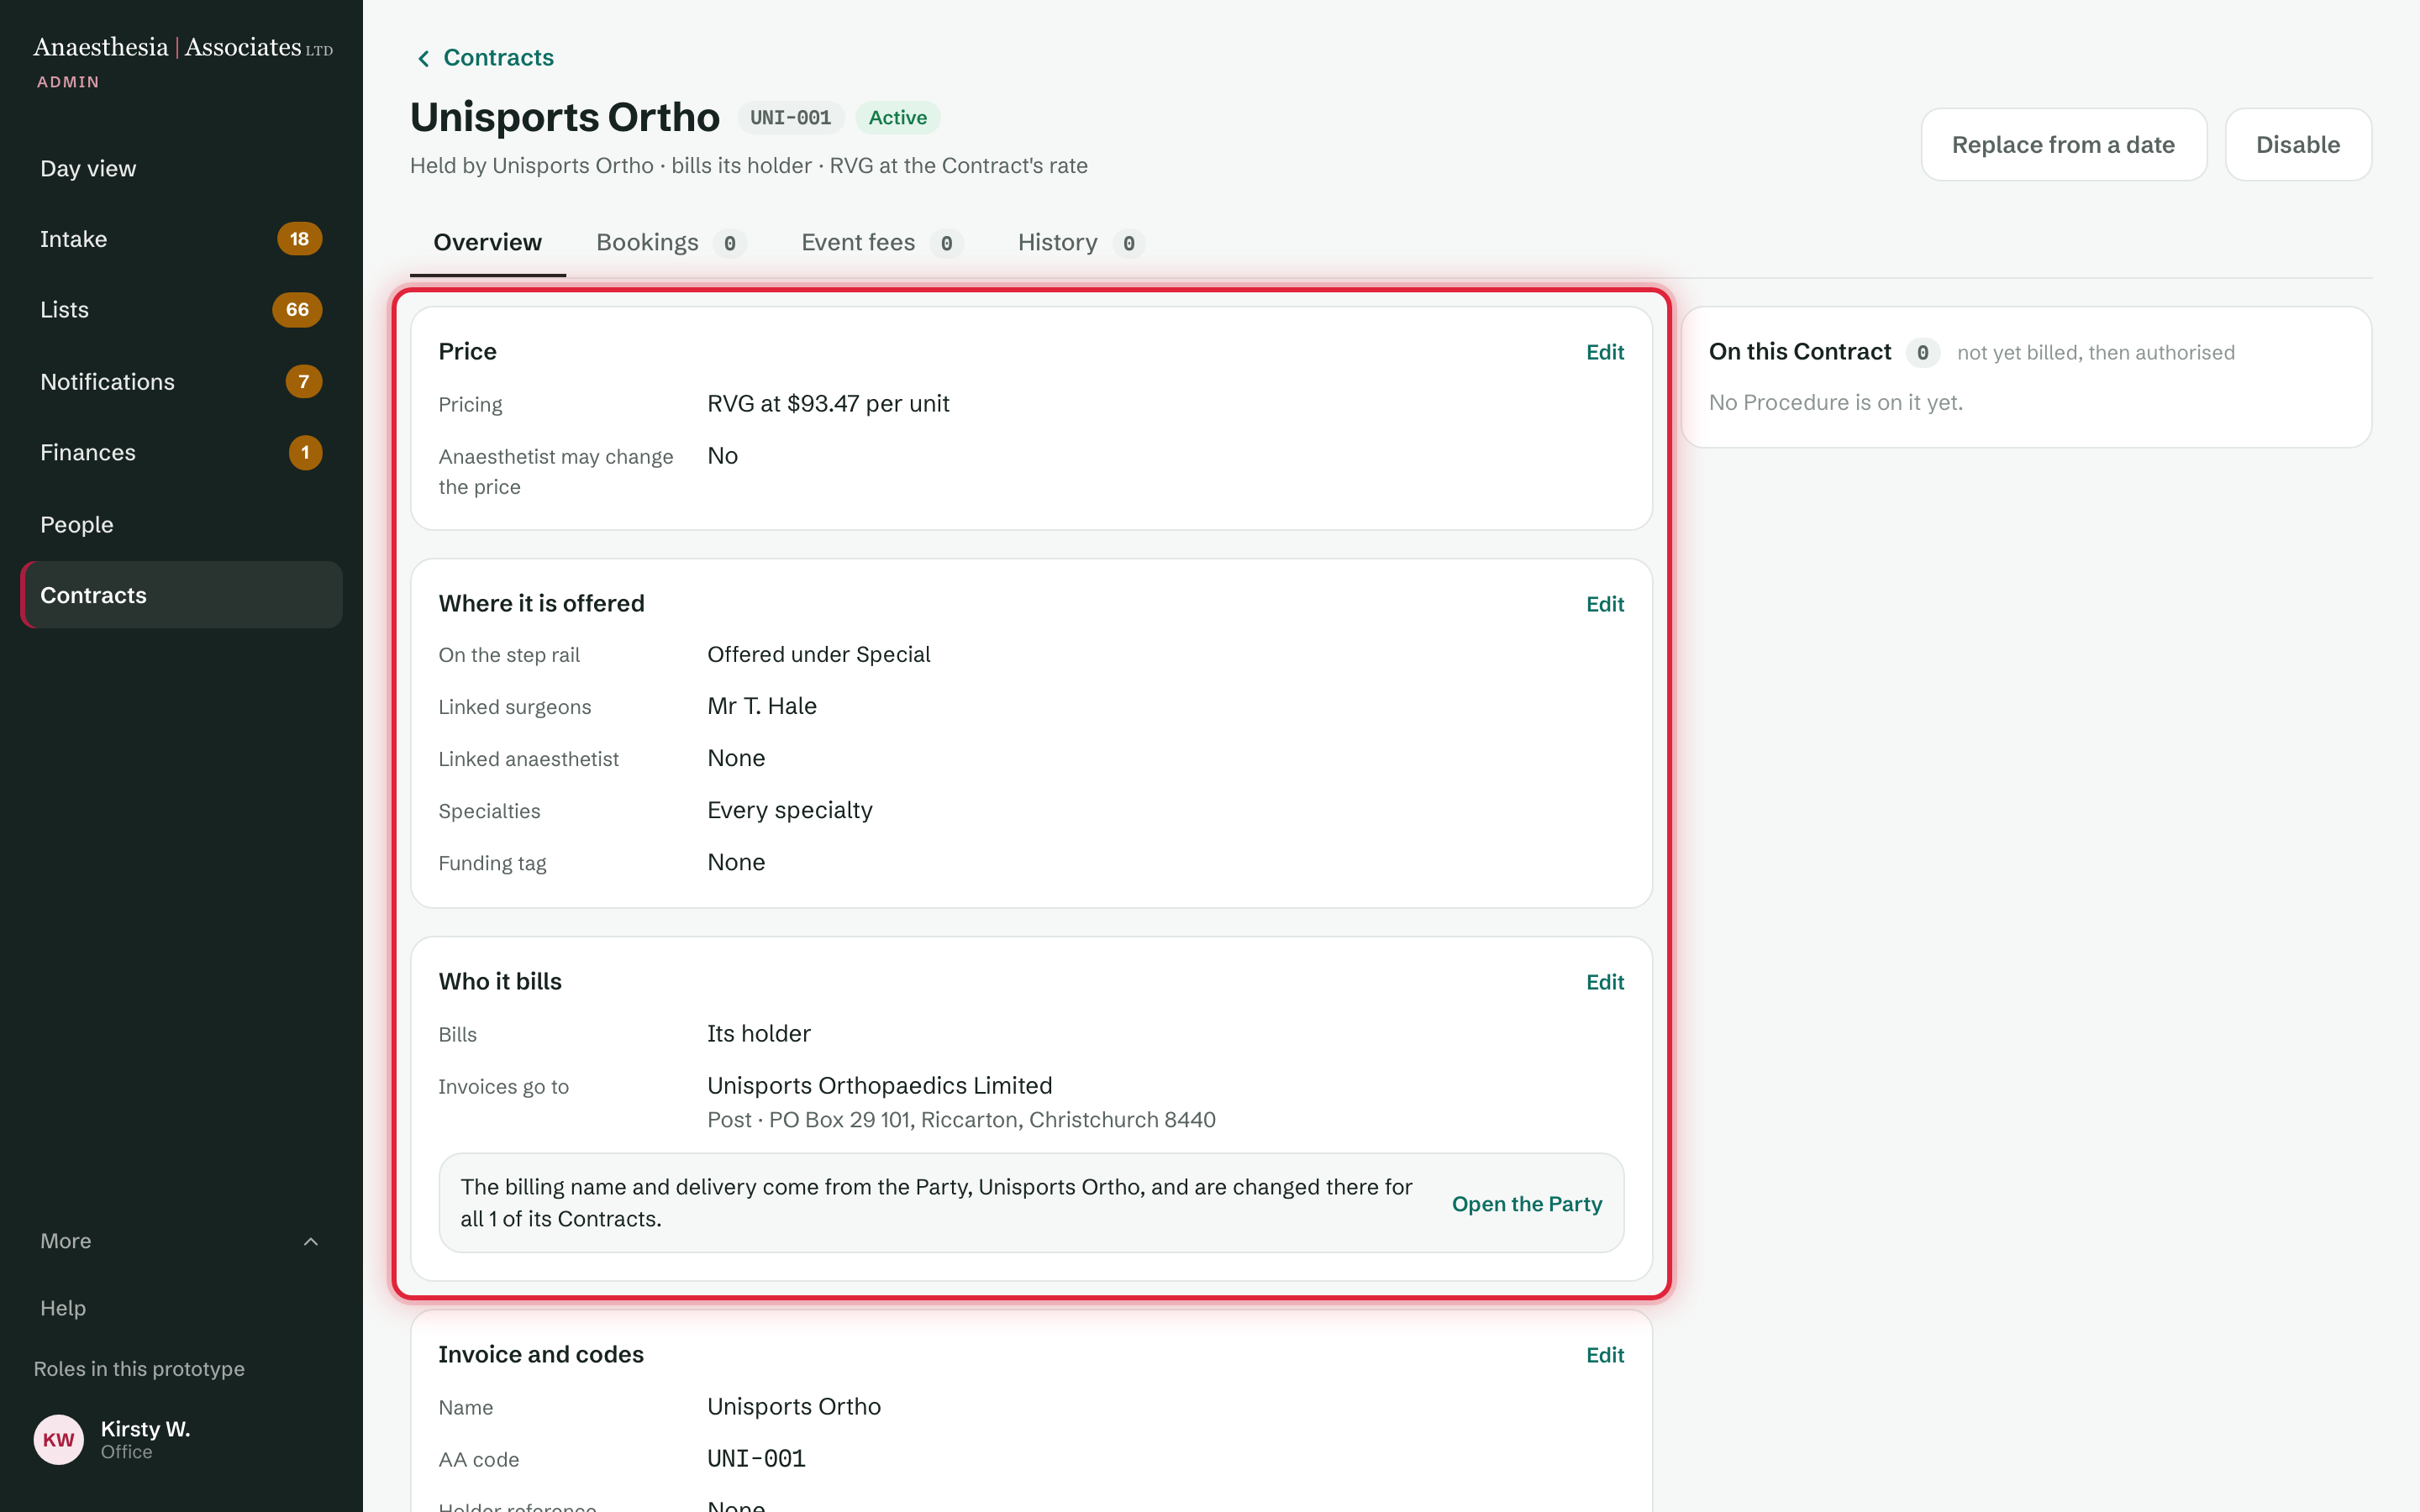 Anaesthesia | Associates LTD
ADMIN
Day view
Intake 18
Lists 66
Notifications 7
Finances 1
People
Contracts
More
Help
Roles in this prototype
KW
Kirsty W.
Office
Contracts
Unisports Ortho UNI-001 Active
Held by Unisports Ortho · bills its holder · RVG at the Contract's rate
Replace from a date
Disable
Overview Bookings 0 Event fees 0 History 0
Price Edit
Pricing RVG at $93.47 per unit
Anaesthetist may change No
the price
Where it is offered Edit
On the step rail Offered under Special
Linked surgeons Mr T. Hale
Linked anaesthetist None
Specialties Every specialty
Funding tag None
Who it bills Edit
Bills Its holder
Invoices go to Unisports Orthopaedics Limited
Post · PO Box 29 101, Riccarton, Christchurch 8440
The billing name and delivery come from the Party, Unisports Ortho, and are changed there for
all 1 of its Contracts.
Open the Party
Invoice and codes Edit
Name Unisports Ortho
AA code UNI-001
Holder reference None
On this Contract 0 not yet billed, then authorised
No Procedure is on it yet.